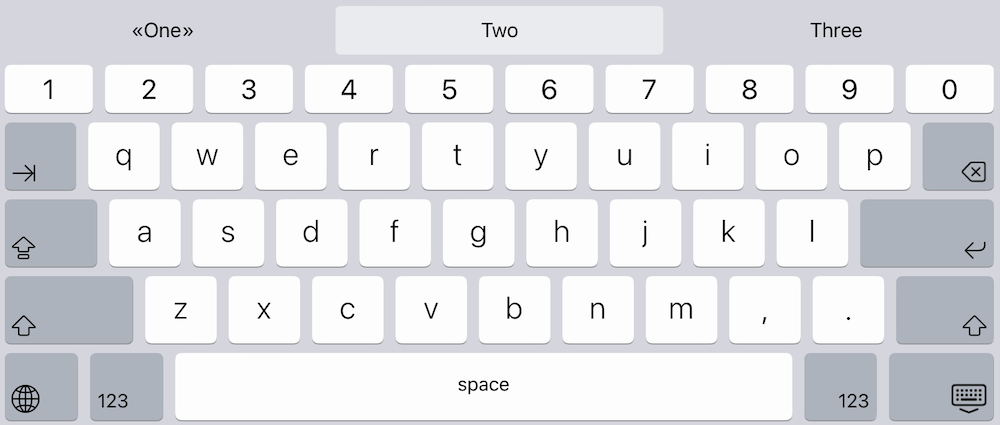 «One» Two Three
1 2 3 4 5 6 7 8 9 0
q w e r t y u i o p
a s d f g h j k l
z x c v b n m , .
123 space 123